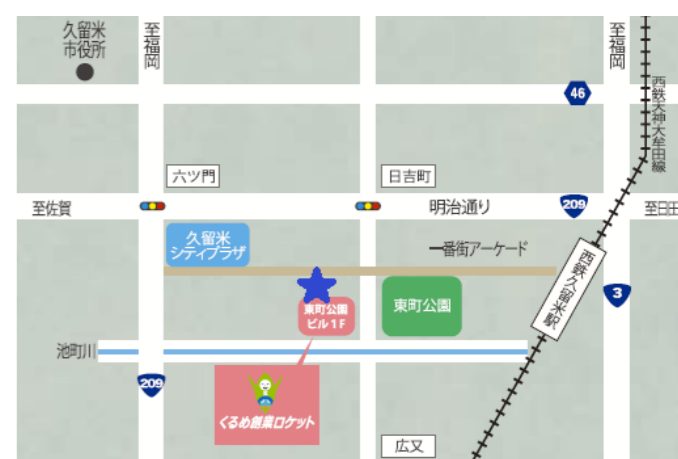 久留米
市役所
至福岡
至福岡
46
西鉄天神大牟田線
六ツ門
日吉町
至佐賀
明治通り
209
至日田
久留米
シティプラザ
一番街アーケード
西鉄久留米駅
東町公園
ビル1F
東町公園
3
池町川
209
くるめ創業ロケット
広又